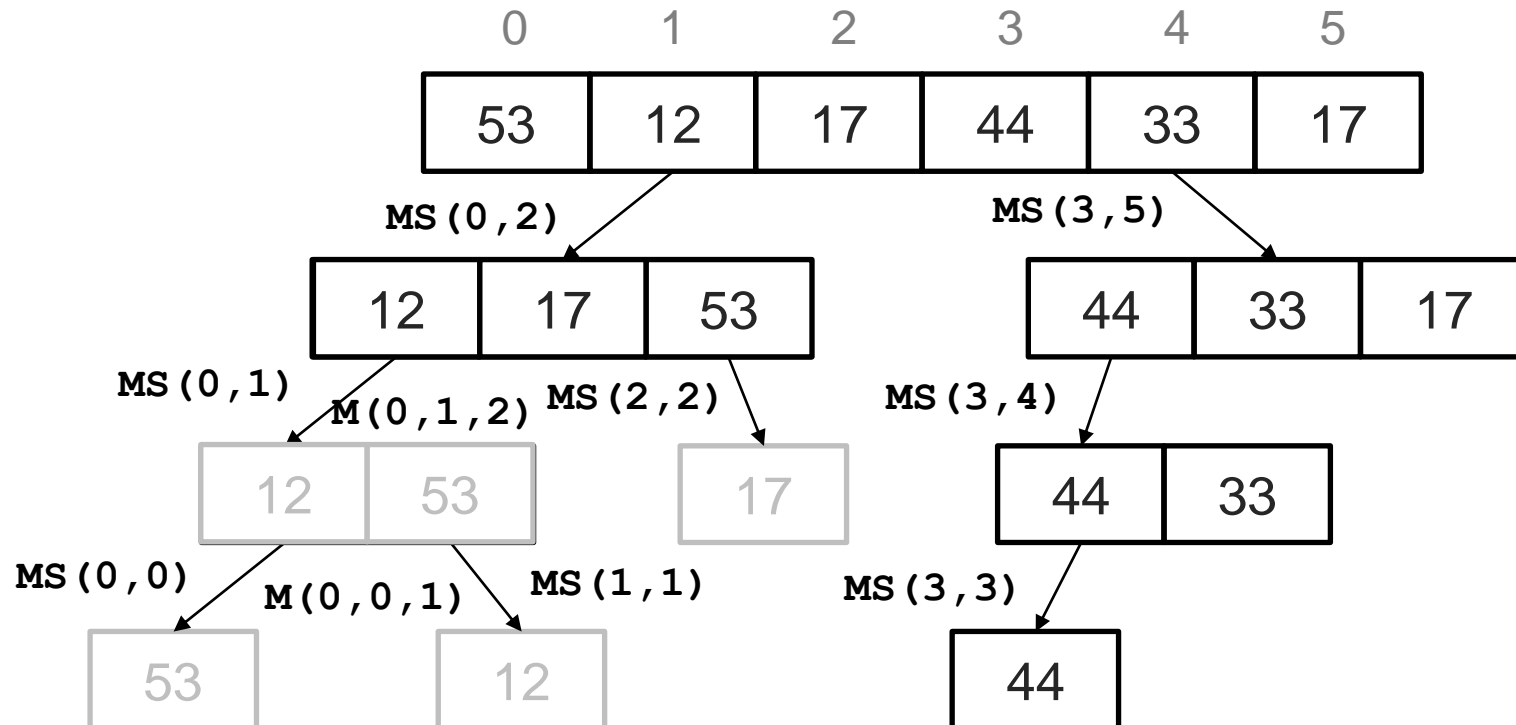 0 1 2 3 4 5
53 12 17 44 33 17
MS(0,2) MS(3,5)
12 17 53 44 33 17
MS(0,1) M(0,1,2) MS(2,2) MS(3,4)
12 53 17 44 33
MS(0,0) M(0,0,1) MS(1,1) MS(3,3)
53 12 44